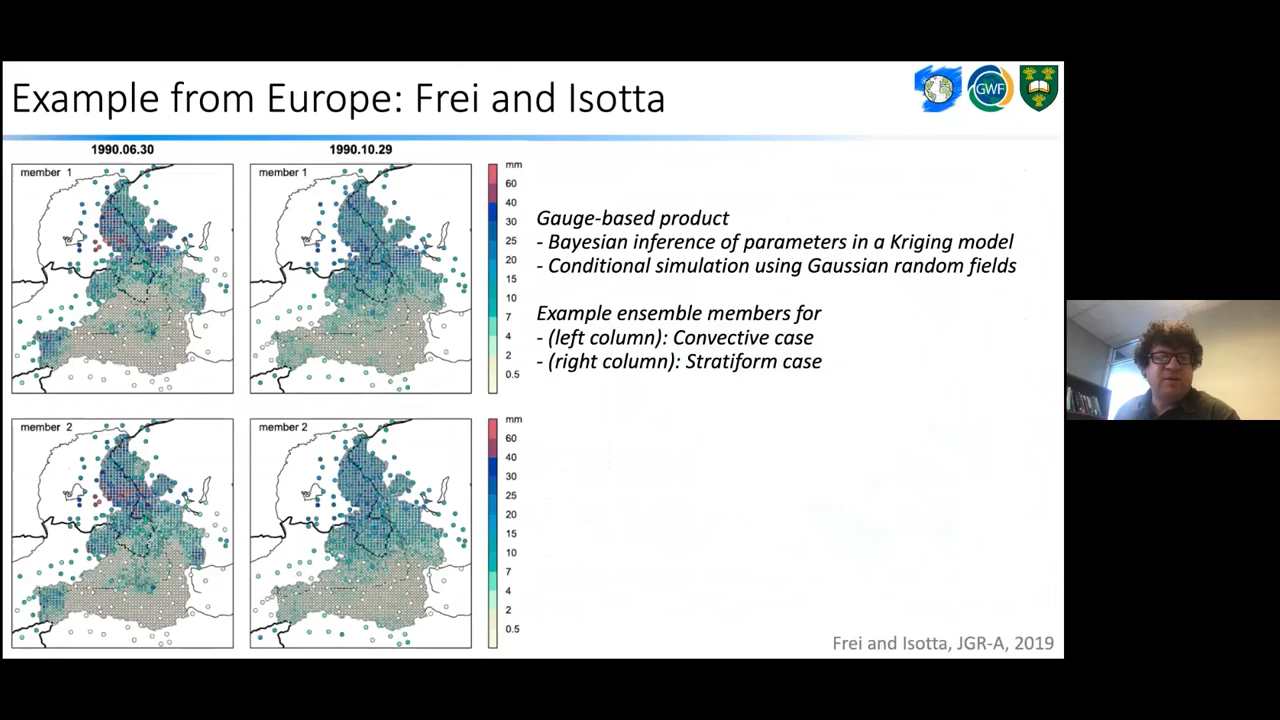 Example from Europe: Frei and Isotta
GWF
1990.06.30
1990.10.29
member 1
member 1
mm
60
40
30
25
20
15
10
7
4
2
0.5
Gauge-based product
- Bayesian inference of parameters in a Kriging model
- Conditional simulation using Gaussian random fields
Example ensemble members for
- (left column): Convective case
- (right column): Stratiform case
member 2
member 2
mm
60
40
30
25
20
15
10
7
4
2
0.5
Frei and Isotta, JGR-A, 2019